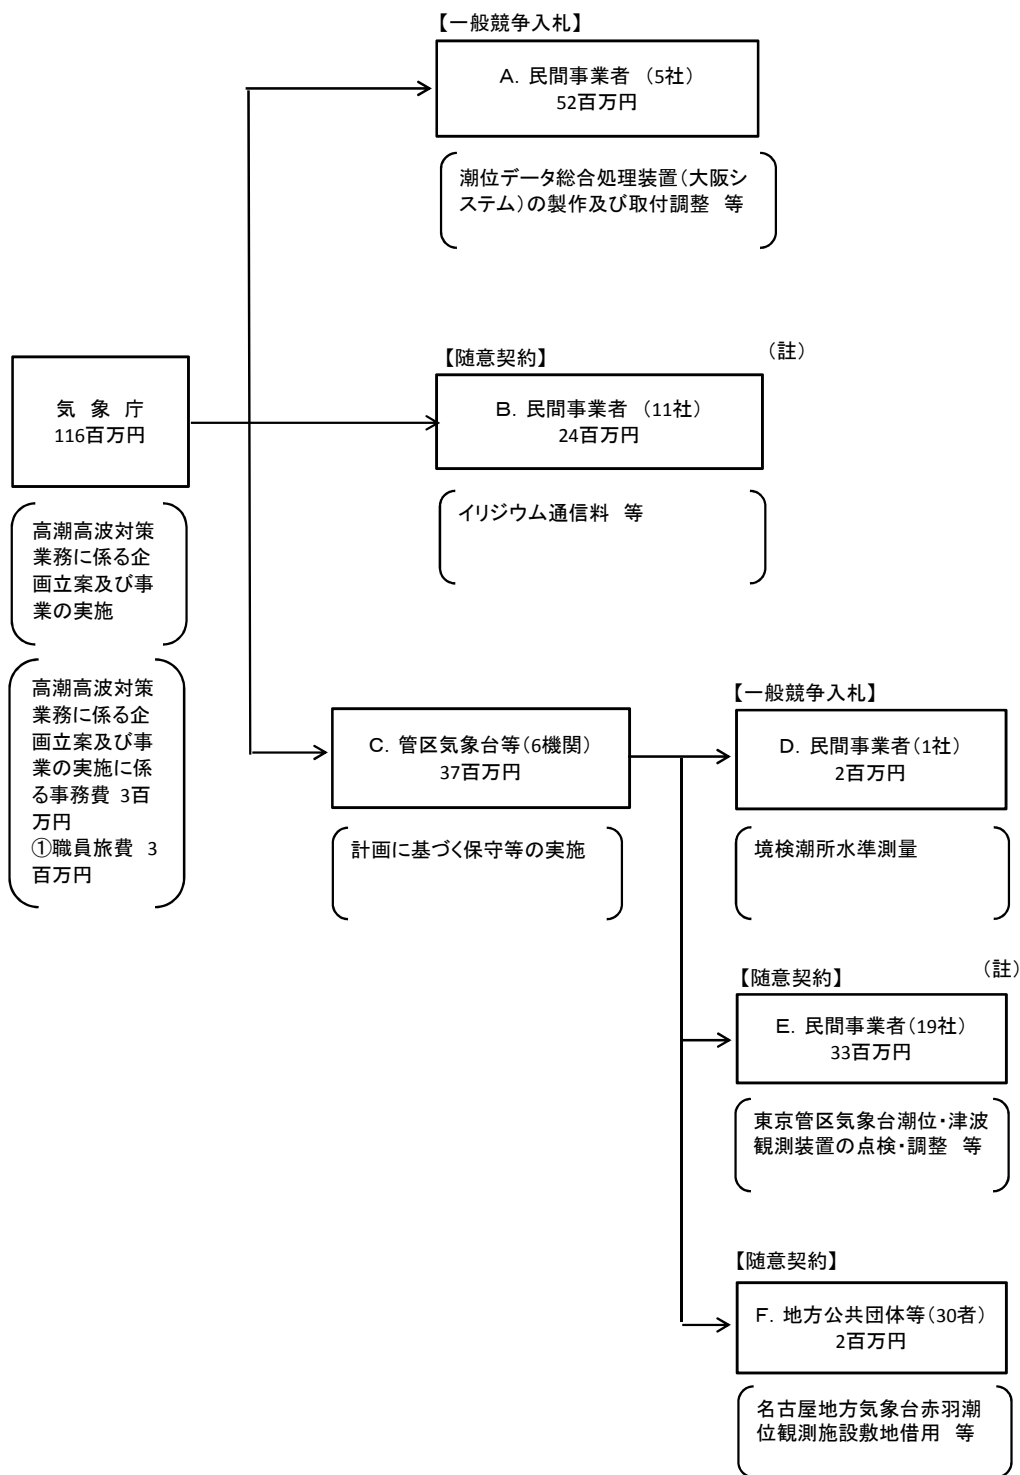 【一般競争入札】
A．民間事業者　（5社）
52百万円
潮位データ総合処理装置（大阪シ
ステム）の製作及び取付調整　等
【随意契約】
（註）
B．民間事業者　（11社）
24百万円
イリジウム通信料　等
気　象　庁
116百万円
高潮高波対策
業務に係る企
画立案及び事
業の実施
高潮高波対策
業務に係る企
画立案及び事
業の実施に係
る事務費　3百
万円
①職員旅費　3
百万円
C．管区気象台等（6機関）
37百万円
計画に基づく保守等の実施
【一般競争入札】
D．民間事業者（1社）
2百万円
境検潮所水準測量
【随意契約】
（註）
E．民間事業者（19社）
33百万円
東京管区気象台潮位・津波
観測装置の点検・調整　等
【随意契約】
F．地方公共団体等（30者）
2百万円
名古屋地方気象台赤羽潮
位観測施設敷地借用　等